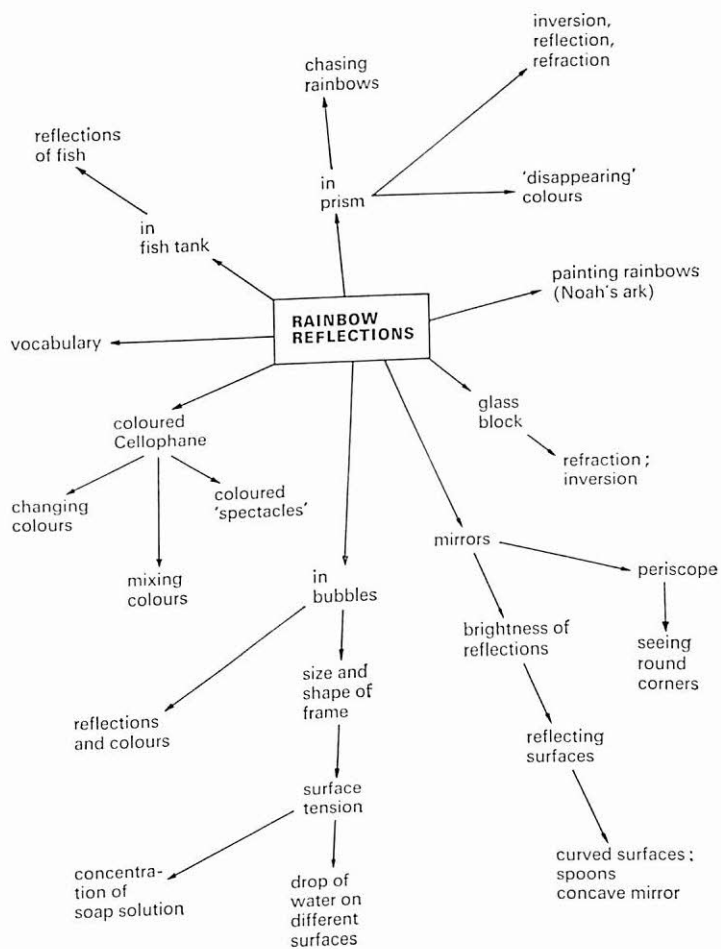 inversion,
reflection,
refraction
chasing
rainbows
reflections
of fish
in
prism
'disappearing'
colours
in
fish tank
painting rainbows
(Noah's ark)
RAINBOW
REFLECTIONS
vocabulary
glass
block
coloured
Cellophane
refraction;
inversion
changing
colours
coloured
'spectacles'
mixing
colours
in
bubbles
mirrors
periscope
brightness of
reflections
seeing
round
corners
size and
shape of
frame
reflections
and colours
reflecting
surfaces
surface
tension
concentra-
tion of
soap solution
drop of
water on
different
surfaces
curved surfaces:
spoons
concave mirror